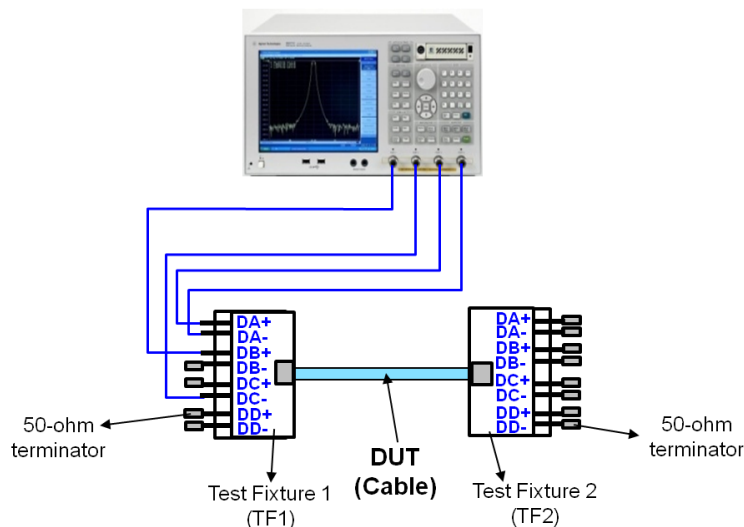 DA+
DA-
DB+
DB-
DC+
DC-
DD+
DD-
DA+
DA-
DB+
DB-
DC+
DC-
DD+
DD-
50-ohm
terminator
50-ohm
terminator
DUT
(Cable)
Test Fixture 1
(TF1)
Test Fixture 2
(TF2)